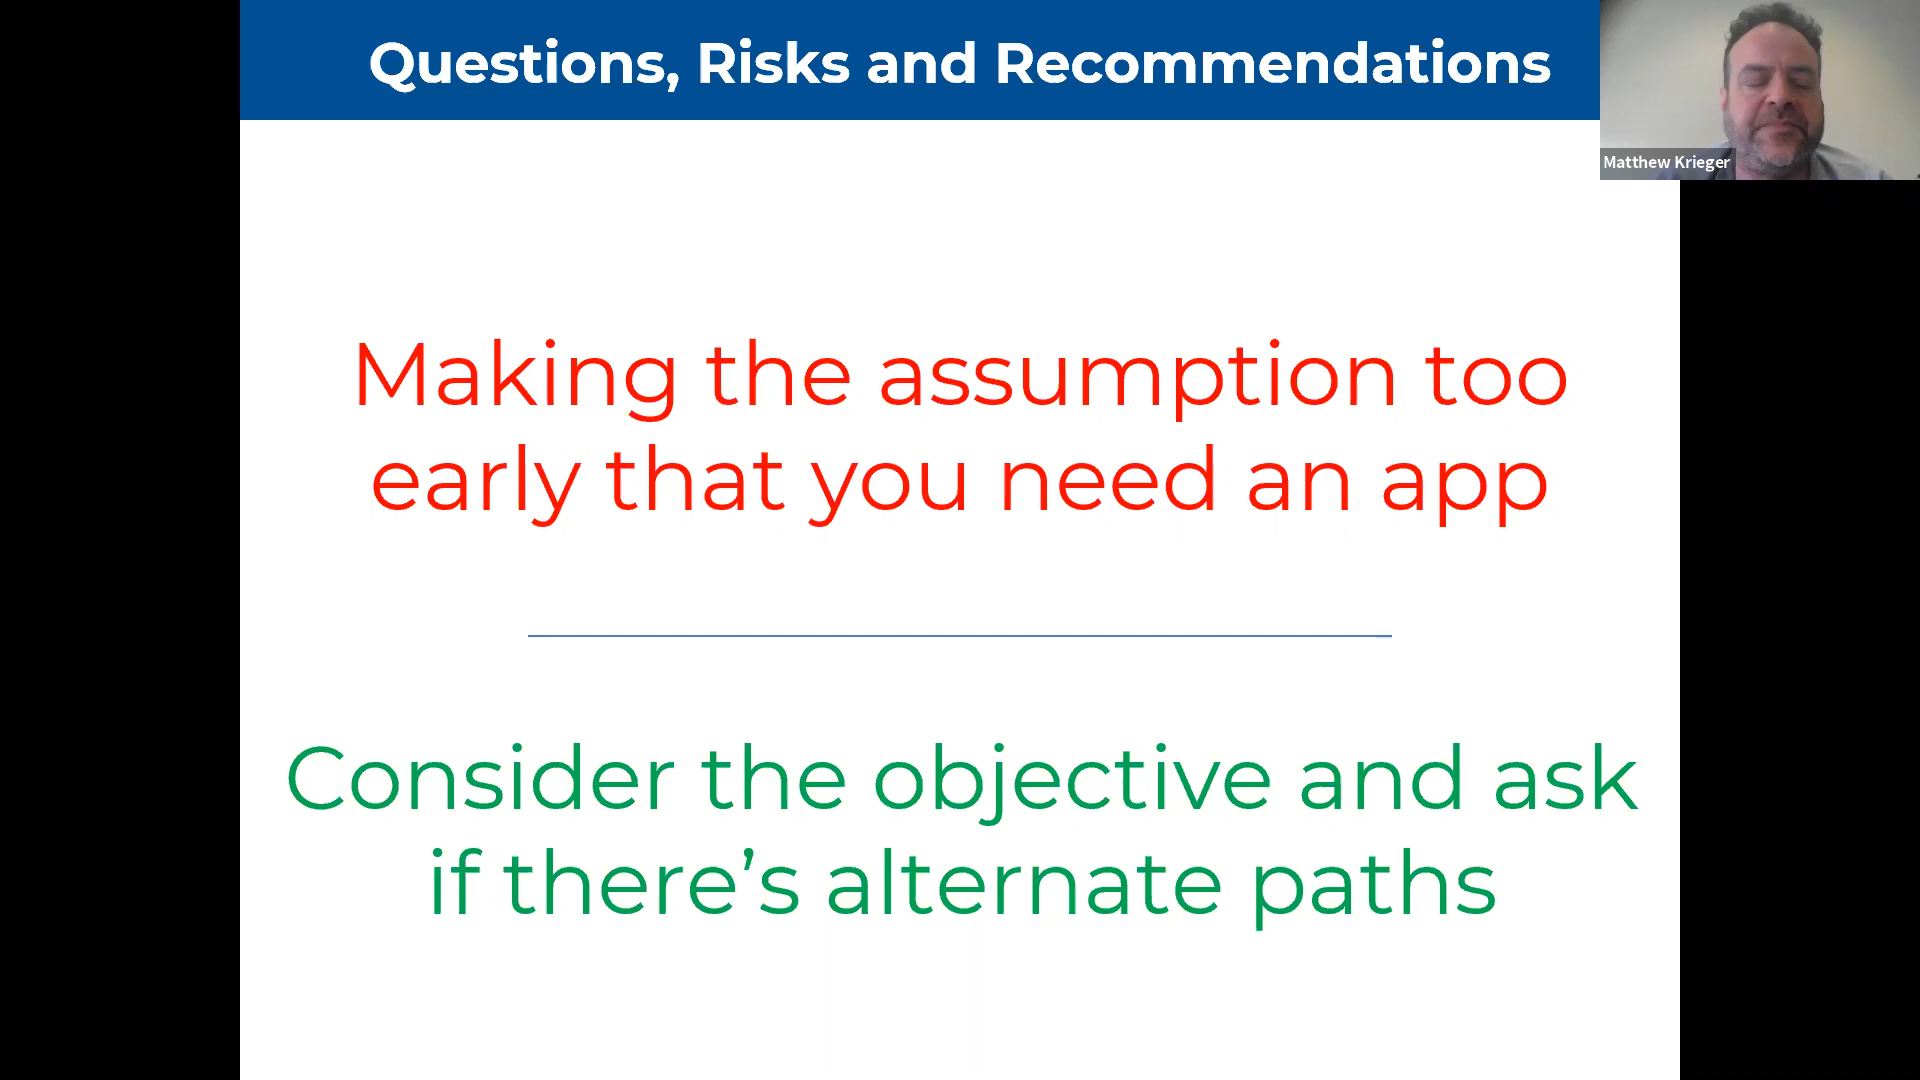 Questions, Risks and Recommendations
Matthew Krieger
Making the assumption too
early that you need an app
Consider the objective and ask
if there’s alternate paths